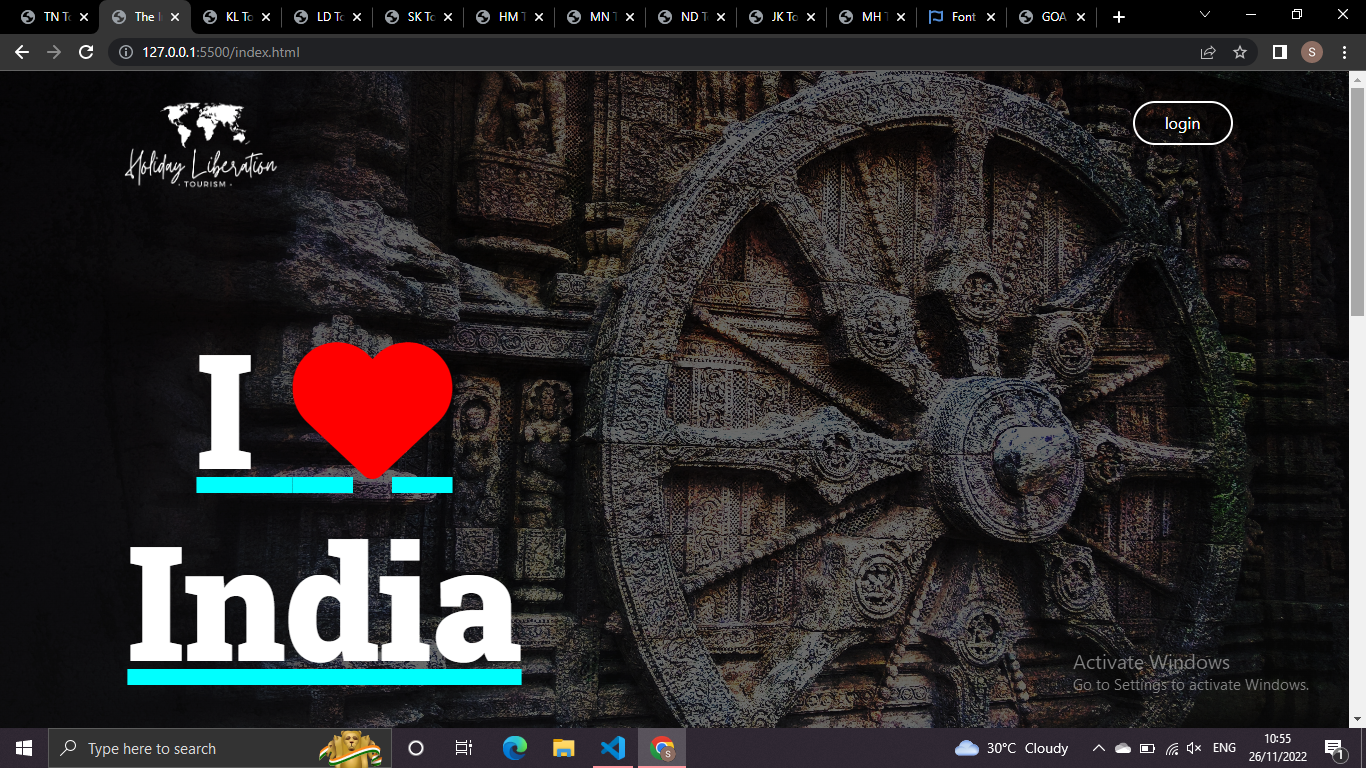 TN To
The I
KL To
LD To
SK To
HM T
MN T
ND T
JK To
MH T
Font
GOA
127.0.0.1:5500/index.html
S
Holiday Liberation
· TOURISM ·
login
I
India
Activate Windows
Go to Settings to activate Windows.
Type here to search
S
30°C Cloudy
ENG
10:55
26/11/2022
1